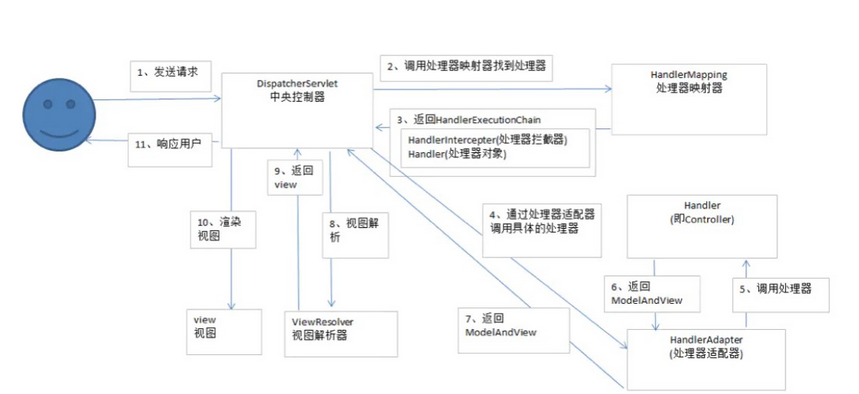 1、发送请求
DispatcherServlet
中央控制器
2、调用处理器映射器找到处理器
HandlerMapping
处理器映射器
3、返回HandlerExecutionChain
HandlerIntercepter(处理器拦截器)
Handler(处理器对象)
11、响应用户
9、返回
view
4、通过处理器适配器
调用具体的处理器
Handler
(即Controller)
10、渲染
视图
8、视图解
析
6、返回
ModelAndView
5、调用处理器
view
视图
ViewResolver
视图解析器
7、返回
ModelAndView
HandlerAdapter
(处理器适配器)